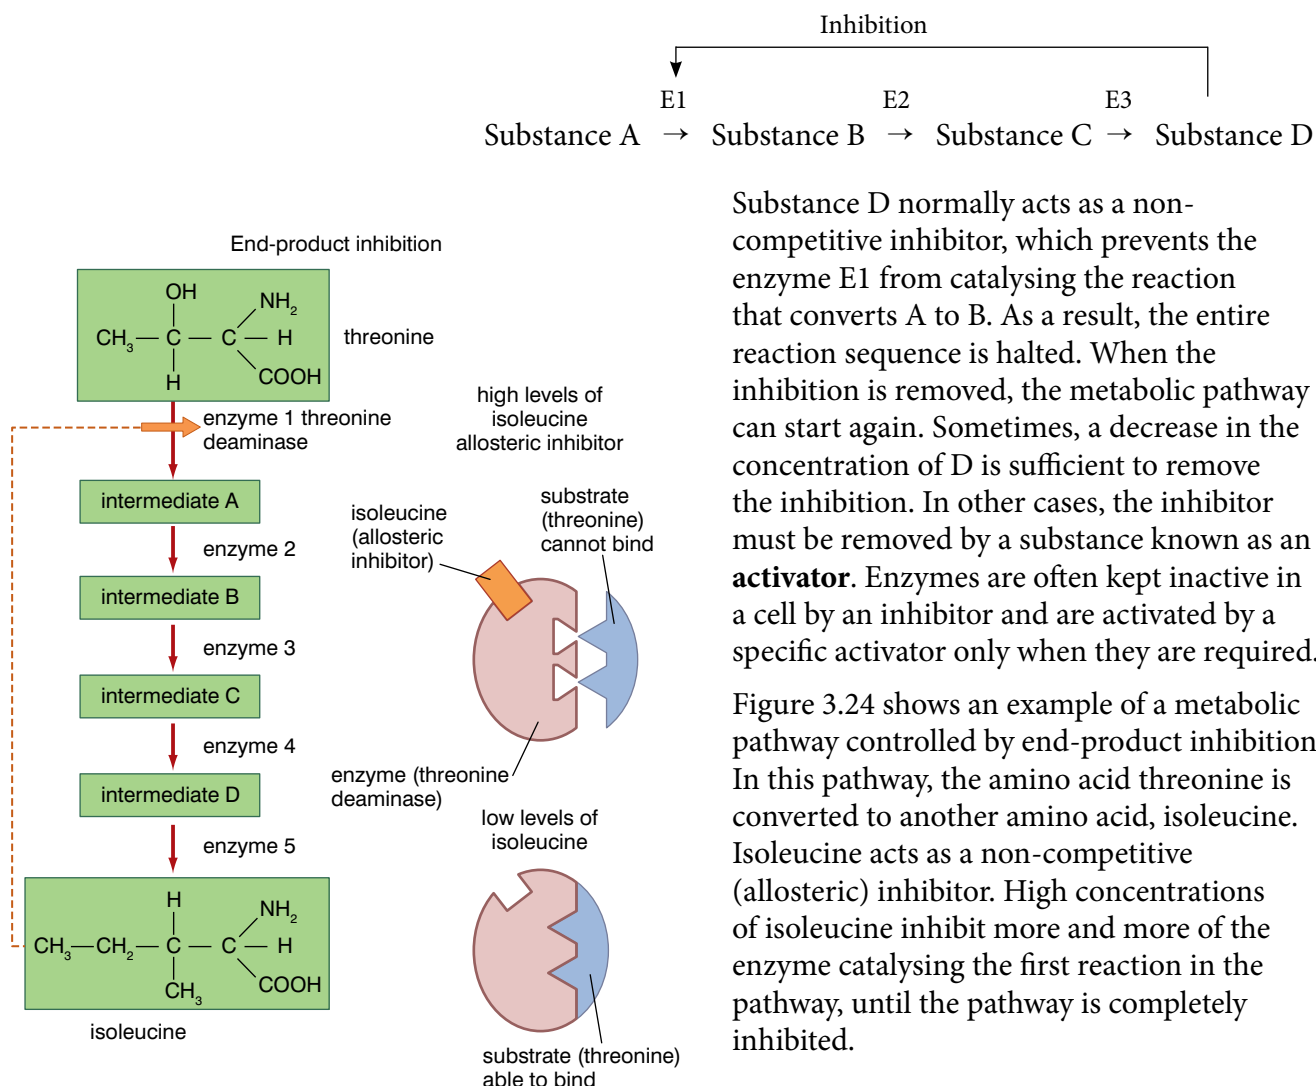 Inhibition
E1 E2 E3
Substance A → Substance B → Substance C → Substance D
End-product inhibition
OH
NH₂
CH₃—C—C—H
H
COOH
threonine
enzyme 1 threonine
deaminase
intermediate A
enzyme 2
intermediate B
enzyme 3
intermediate C
enzyme 4
intermediate D
enzyme 5
H
NH₂
CH₃—CH₂—C—C—H
CH₃
COOH
isoleucine
high levels of
isoleucine
allosteric inhibitor
isoleucine
(allosteric
inhibitor)
substrate
(threonine)
cannot bind
enzyme (threonine
deaminase)
low levels of
isoleucine
substrate (threonine)
able to bind
Substance D normally acts as a non-
competitive inhibitor, which prevents the
enzyme E1 from catalysing the reaction
that converts A to B. As a result, the entire
reaction sequence is halted. When the
inhibition is removed, the metabolic pathway
can start again. Sometimes, a decrease in the
concentration of D is sufficient to remove
the inhibition. In other cases, the inhibitor
must be removed by a substance known as an
activator. Enzymes are often kept inactive in
a cell by an inhibitor and are activated by a
specific activator only when they are required.
Figure 3.24 shows an example of a metabolic
pathway controlled by end-product inhibition
In this pathway, the amino acid threonine is
converted to another amino acid, isoleucine.
Isoleucine acts as a non-competitive
(allosteric) inhibitor. High concentrations
of isoleucine inhibit more and more of the
enzyme catalysing the first reaction in the
pathway, until the pathway is completely
inhibited.